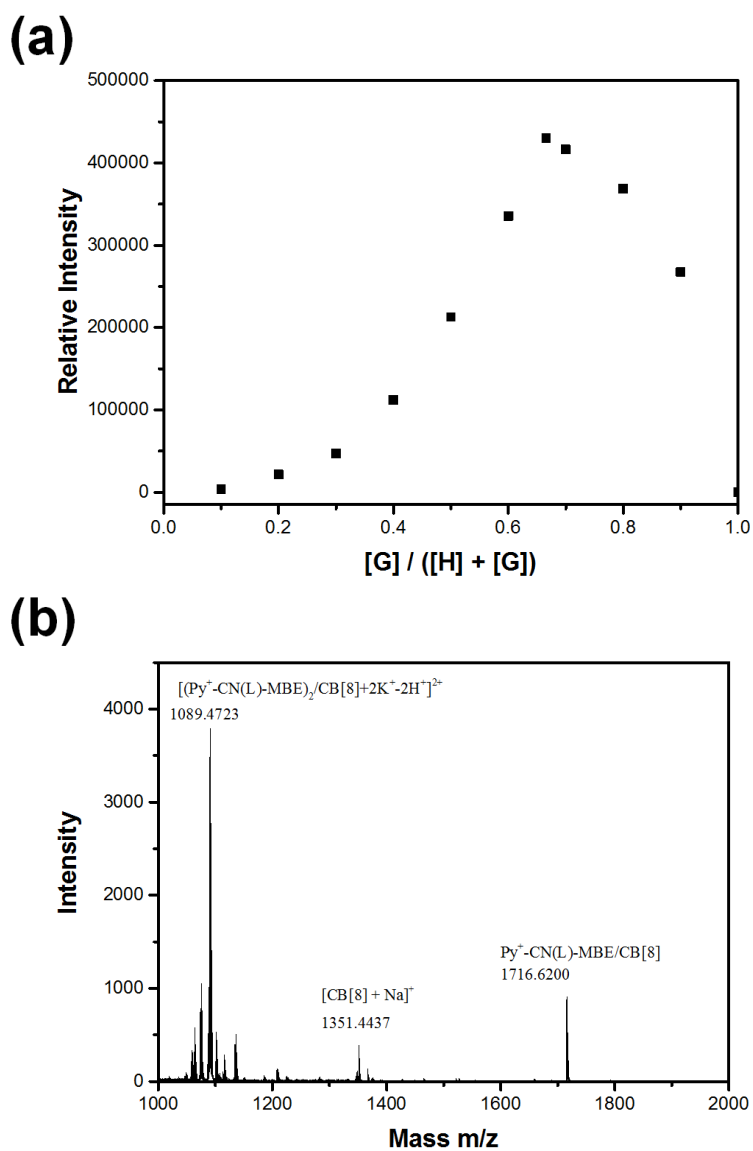 (a)
500000
400000
300000
200000
100000
0
Relative Intensity
0.0 0.2 0.4 0.6 0.8 1.0
[G] / ([H] + [G])
(b)
[(Py⁺-CN(L)-MBE)₂/CB[8]+2K⁺-2H⁺]²⁺
1089.4723
4000
3000
2000
1000
0
Intensity
Py⁺-CN(L)-MBE/CB[8]
1716.6200
[CB[8] + Na]⁺
1351.4437
1000 1200 1400 1600 1800 2000
Mass m/z